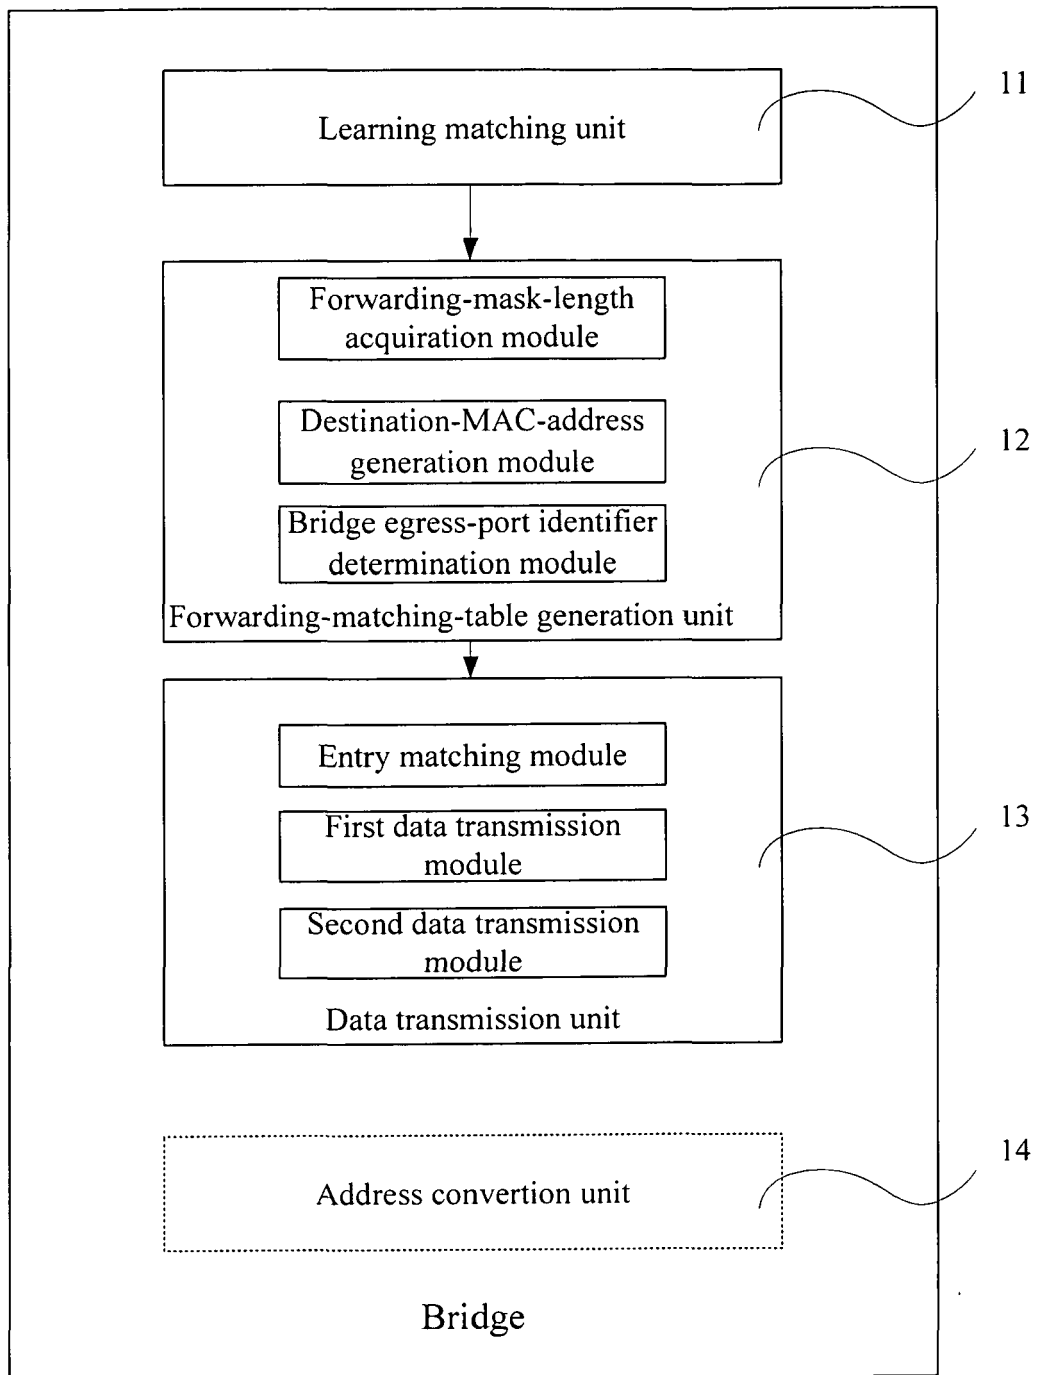 Learning matching unit
11
Forwarding-mask-length
acquiration module
Destination-MAC-address
generation module
12
Bridge egress-port identifier
determination module
Forwarding-matching-table generation unit
Entry matching module
First data transmission
module
13
Second data transmission
module
Data transmission unit
14
Address convertion unit
Bridge